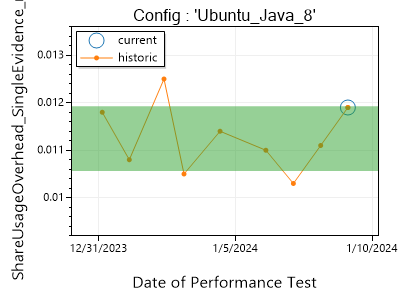 Config : 'Ubuntu_Java_8'
current
historic
ShareUsageOverhead_SingleEvidence_
0.013
0.012
0.011
0.01
12/31/2023
1/5/2024
1/10/2024
Date of Performance Test